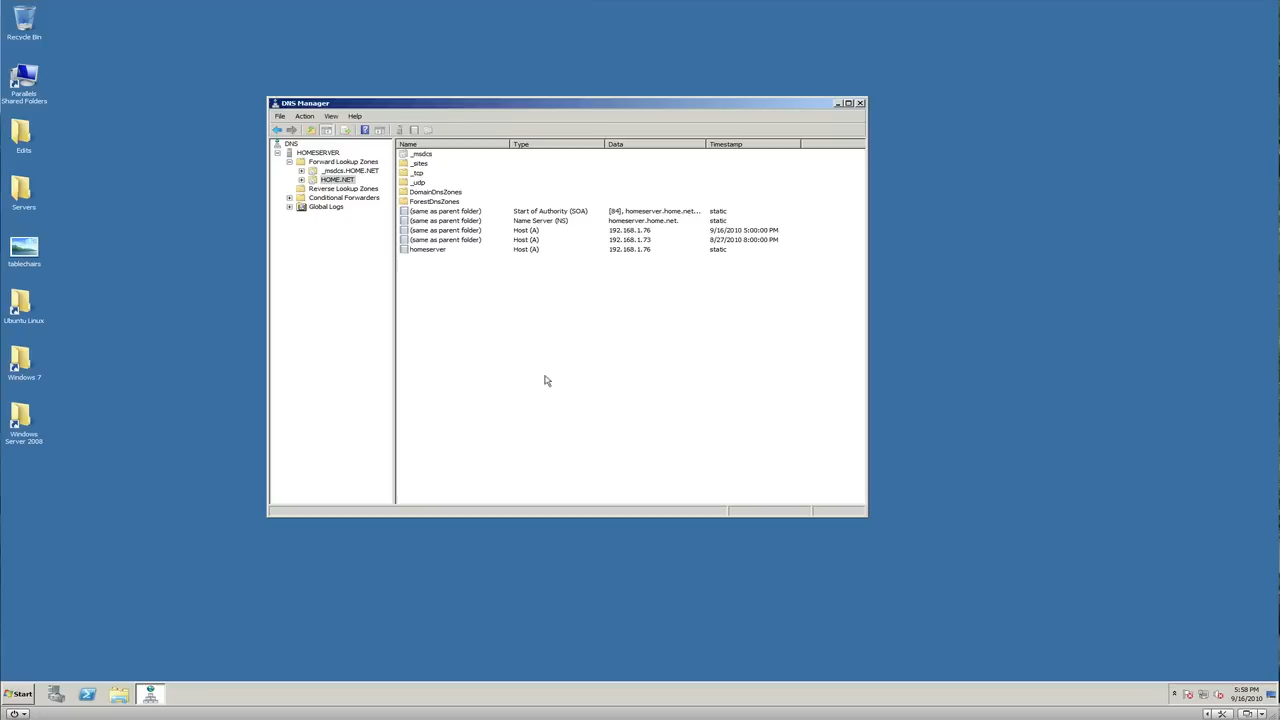 Recycle Bin
Parallels
Shared Folders
Edits
Servers
tablechairs
Ubuntu Linux
Windows 7
Windows
Server 2008
DNS Manager
File Action View Help
DNS
HOMESERVER
Forward Lookup Zones
_msdcs.HOME.NET
HOME.NET
Reverse Lookup Zones
Conditional Forwarders
Global Logs
Name Type Data Timestamp
_msdcs
_sites
_tcp
_udp
DomainDnsZones
ForestDnsZones
(same as parent folder) Start of Authority (SOA) [84], homeserver.home.net... static
(same as parent folder) Name Server (NS) homeserver.home.net. static
(same as parent folder) Host (A) 192.168.1.76 9/16/2010 5:00:00 PM
(same as parent folder) Host (A) 192.168.1.73 8/27/2010 8:00:00 PM
homeserver Host (A) 192.168.1.76 static
Start
5:58 PM
9/16/2010